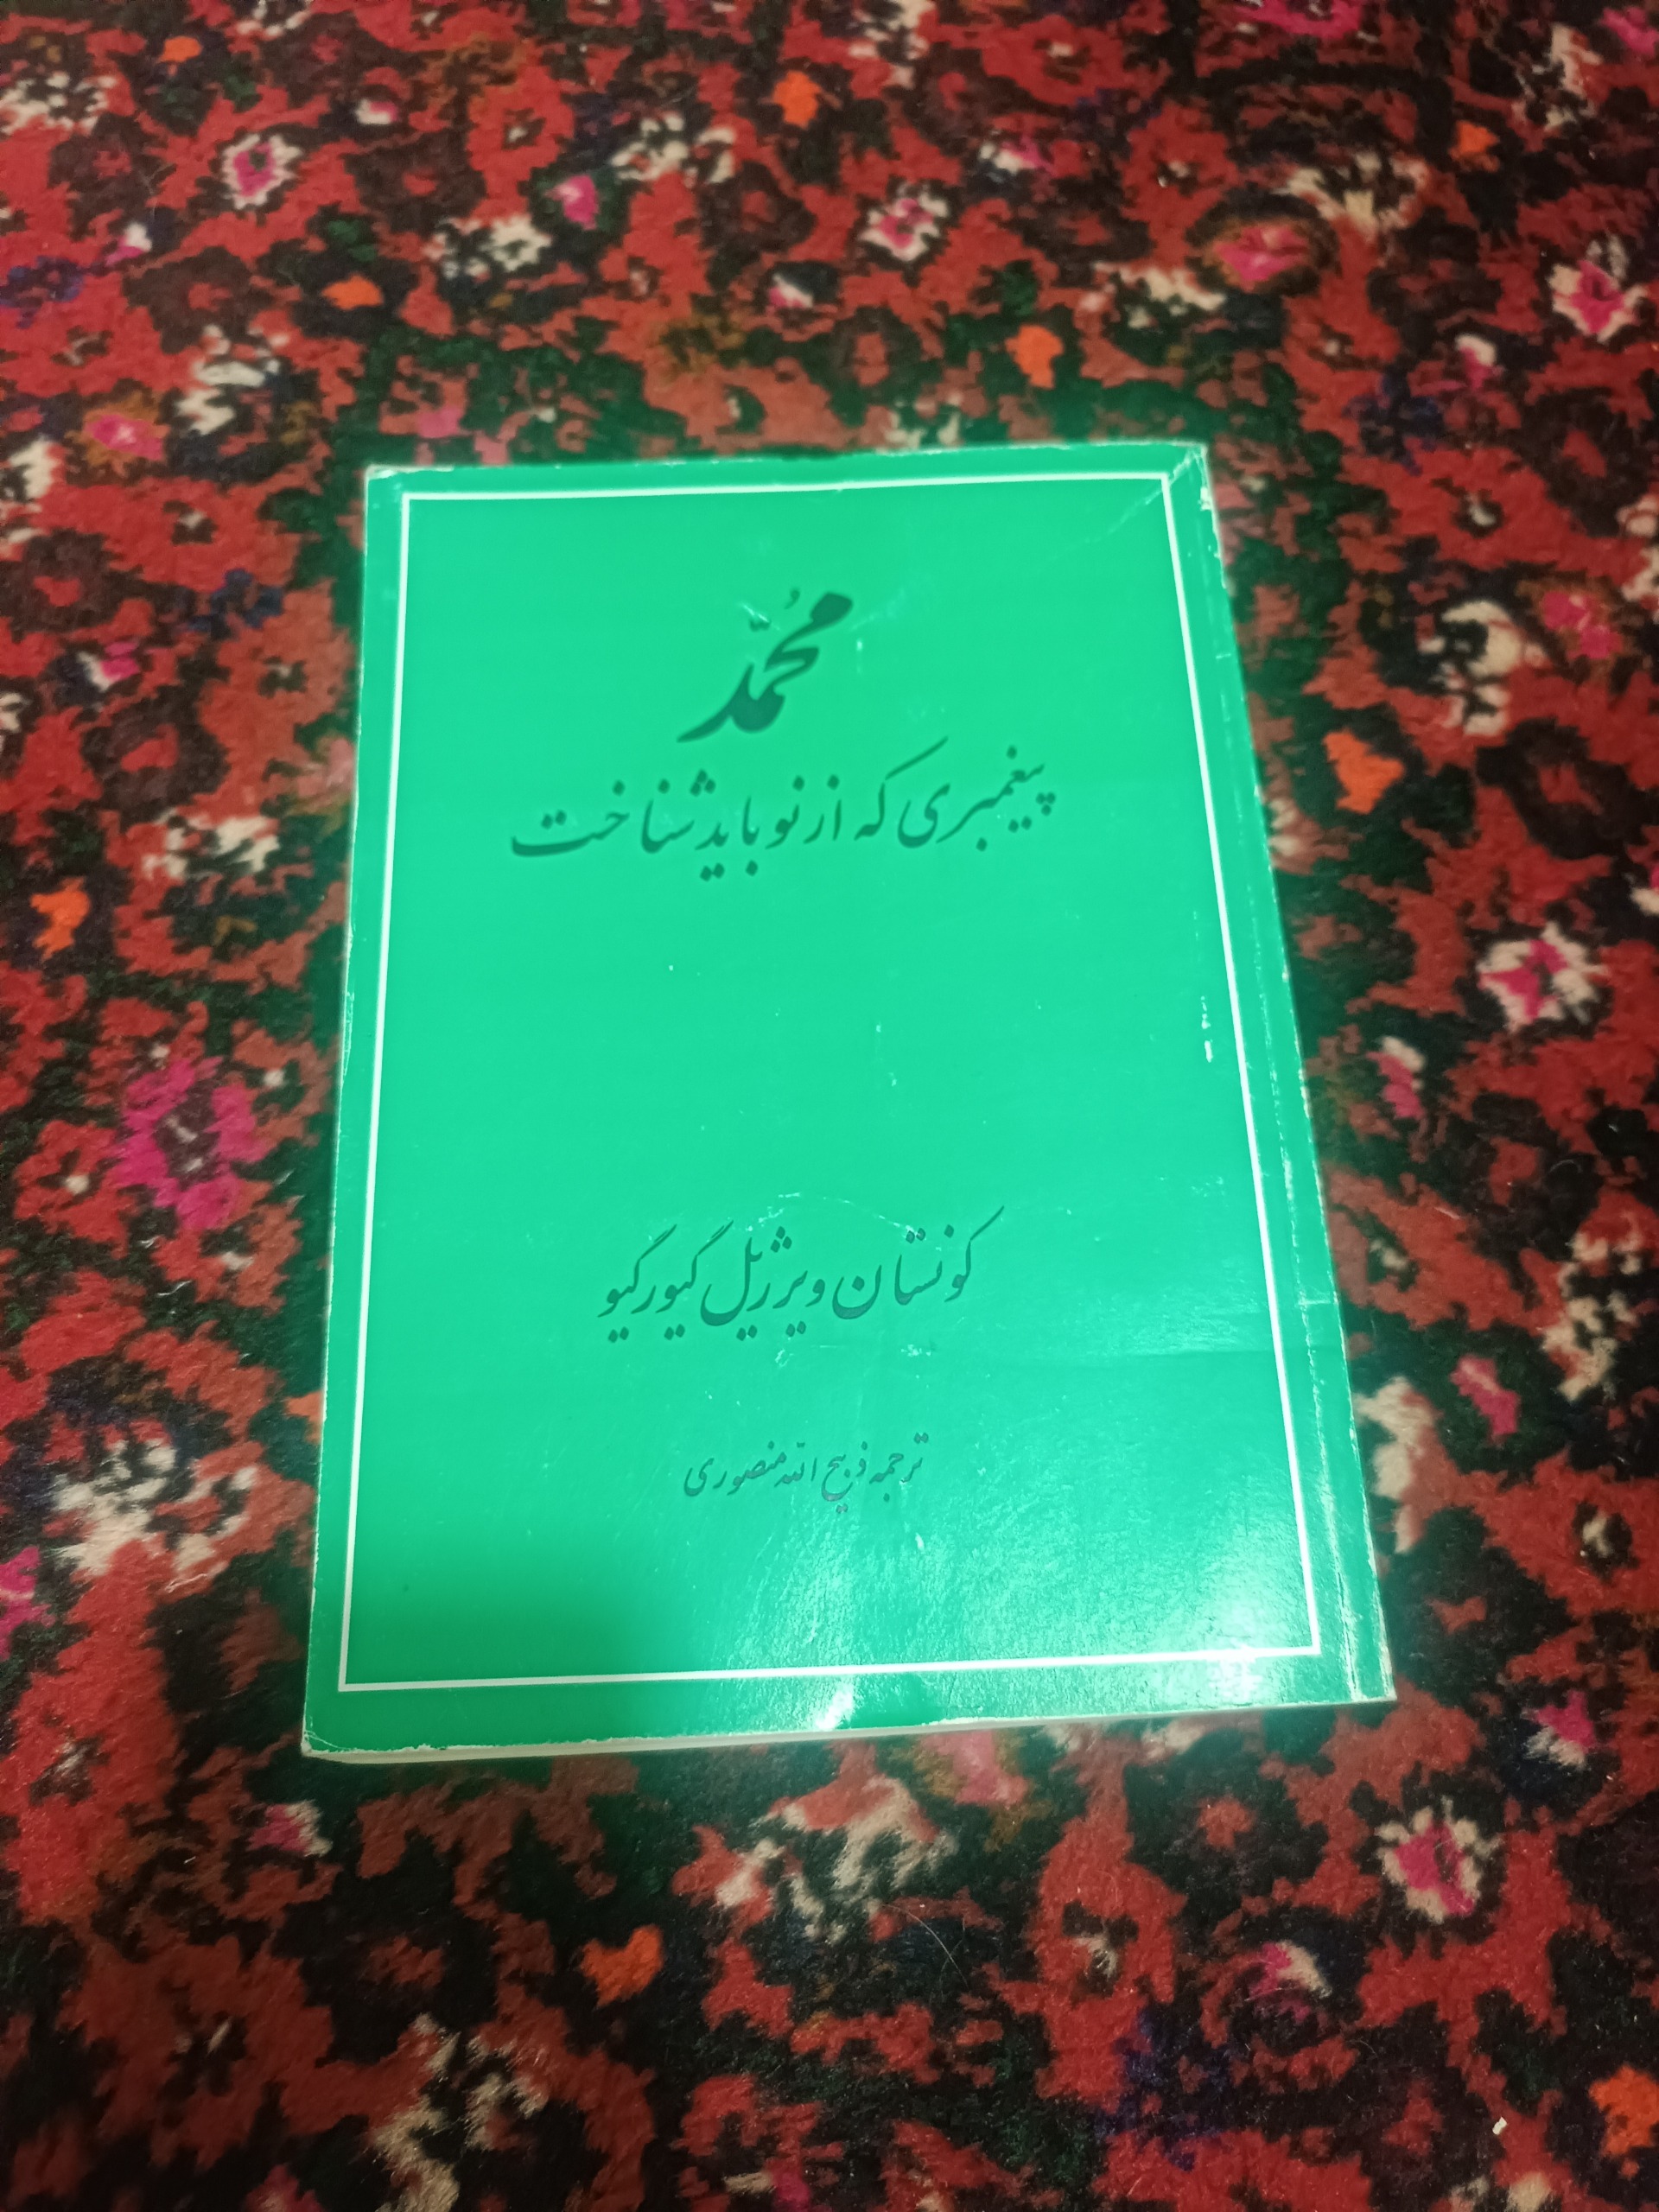 مُحمّد
پیغمبری که از نو باید شناخت
کونستان ویرژیل گیورگیو
ترجمه ذبیح الله منصوری